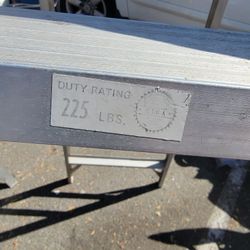 DUTY RATING
225 LBS.